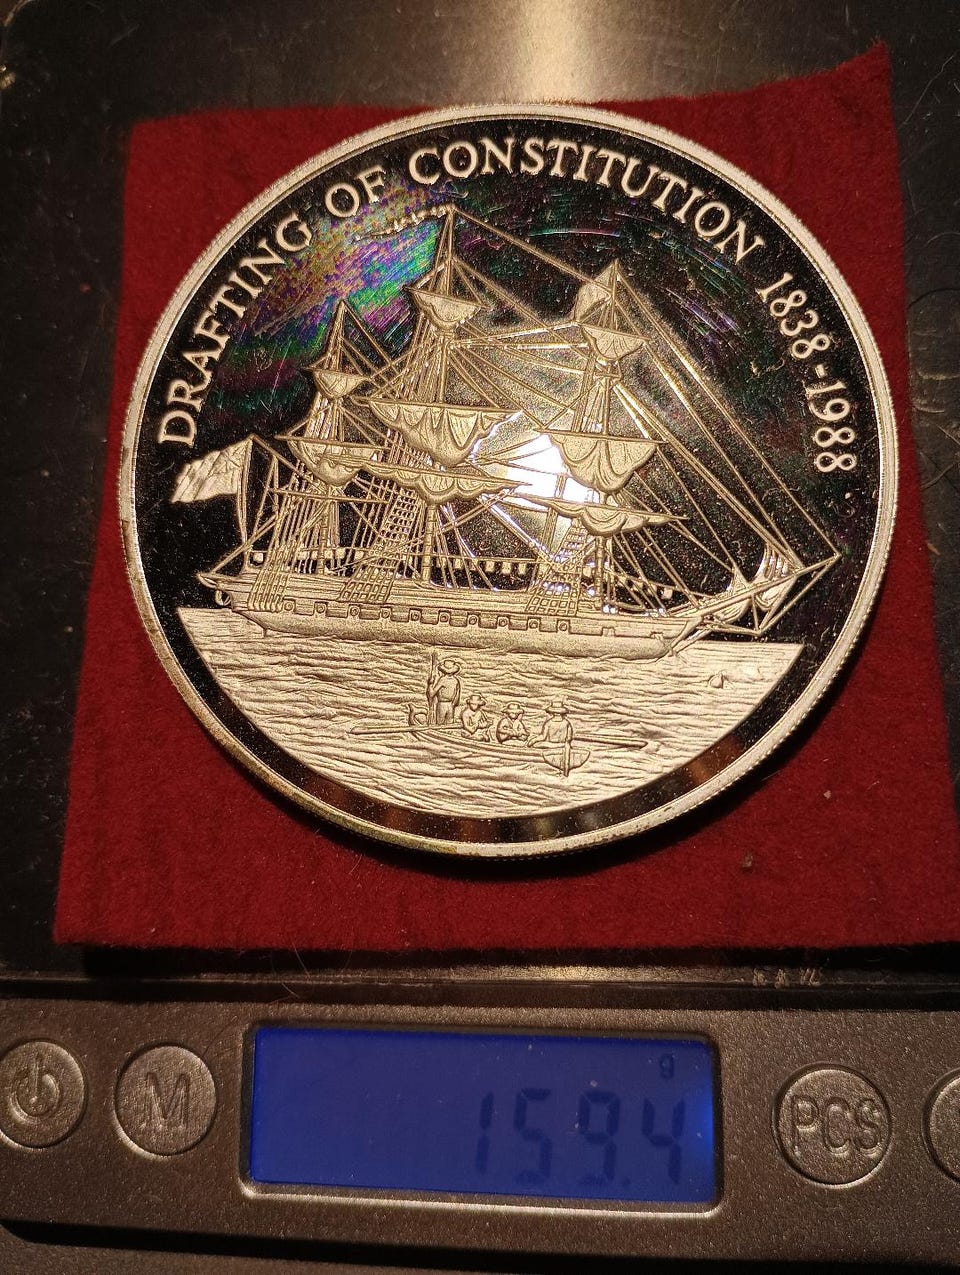 DRAFTING OF CONSTITUTION 1838-1988
g
159.4
M
PCS